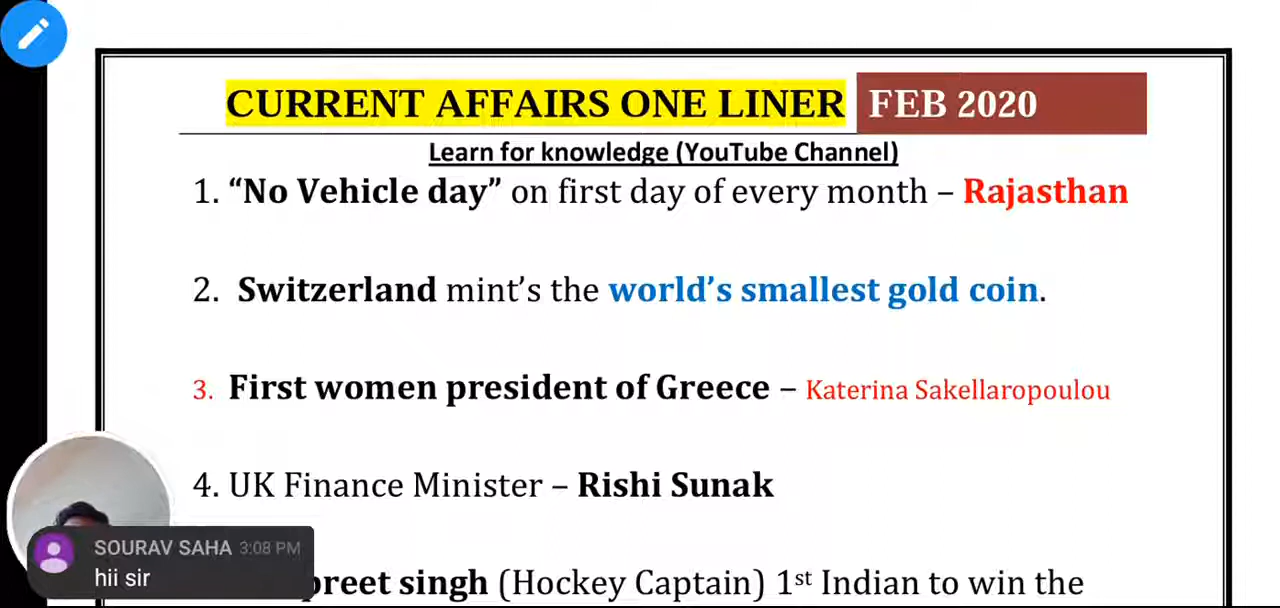 CURRENT AFFAIRS ONE LINER FEB 2020
Learn for knowledge (YouTube Channel)
1. “No Vehicle day” on first day of every month – Rajasthan
2. Switzerland mint’s the world’s smallest gold coin.
3. First women president of Greece – Katerina Sakellaropoulou
4. UK Finance Minister – Rishi Sunak
SOURAV SAHA 3:08 PM
hii sir
singh (Hockey Captain) 1st Indian to win the